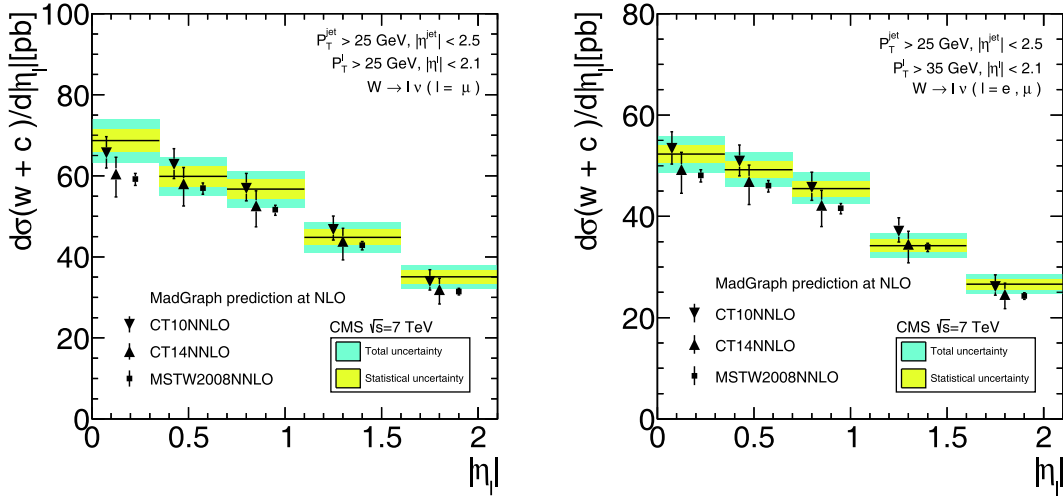 dσ(w + c )/d|η_l|[pb]
100
80
60
40
20
0
P_T^jet > 25 GeV, |η^jet| < 2.5
P_T^l > 25 GeV, |η^l| < 2.1
W → l ν ( l = μ )
MadGraph prediction at NLO
CT10NNLO
CT14NNLO
MSTW2008NNLO
CMS √s=7 TeV
Total uncertainty
Statistical uncertainty
0 0.5 1 1.5 2
|η_l|
dσ(w + c )/d|η_l|[pb]
80
60
40
20
0
P_T^jet > 25 GeV, |η^jet| < 2.5
P_T^l > 35 GeV, |η^l| < 2.1
W → l ν ( l = e , μ )
MadGraph prediction at NLO
CT10NNLO
CT14NNLO
MSTW2008NNLO
CMS √s=7 TeV
Total uncertainty
Statistical uncertainty
0 0.5 1 1.5 2
|η_l|